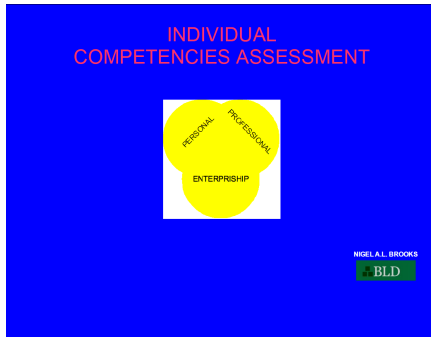 INDIVIDUAL
COMPETENCIES ASSESSMENT
PERSONAL
PROFESSIONAL
ENTERPRISHIP
NIGEL A.L. BROOKS
BLD